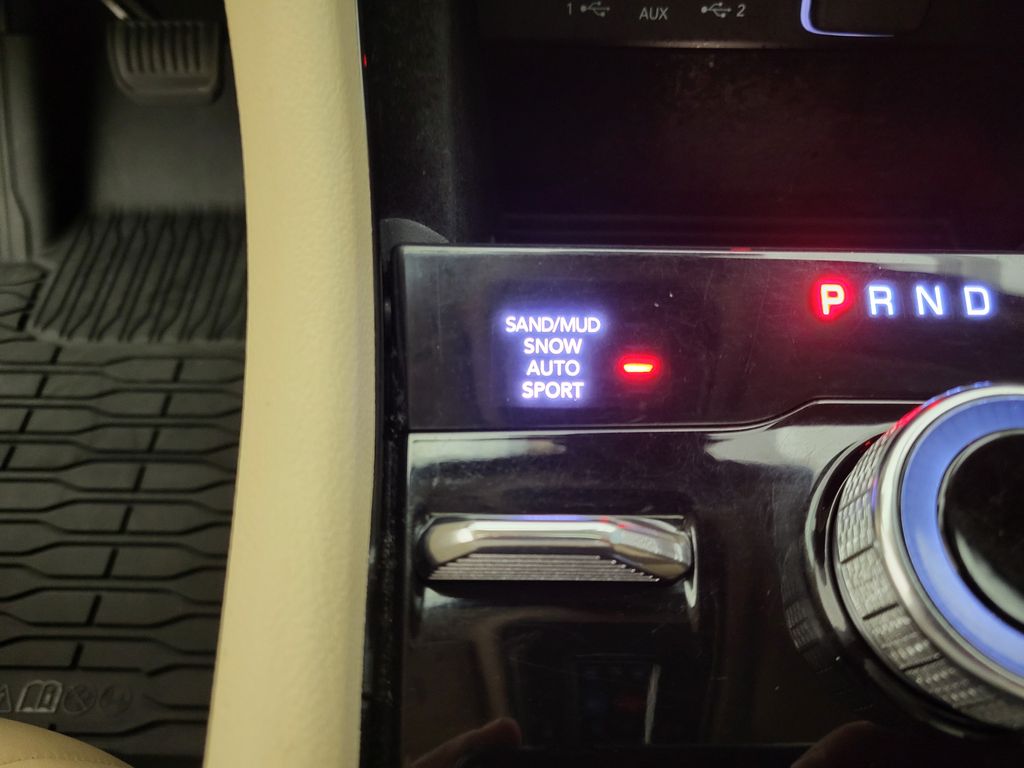 1 AUX 2
P R N D
SAND/MUD
SNOW
AUTO
SPORT